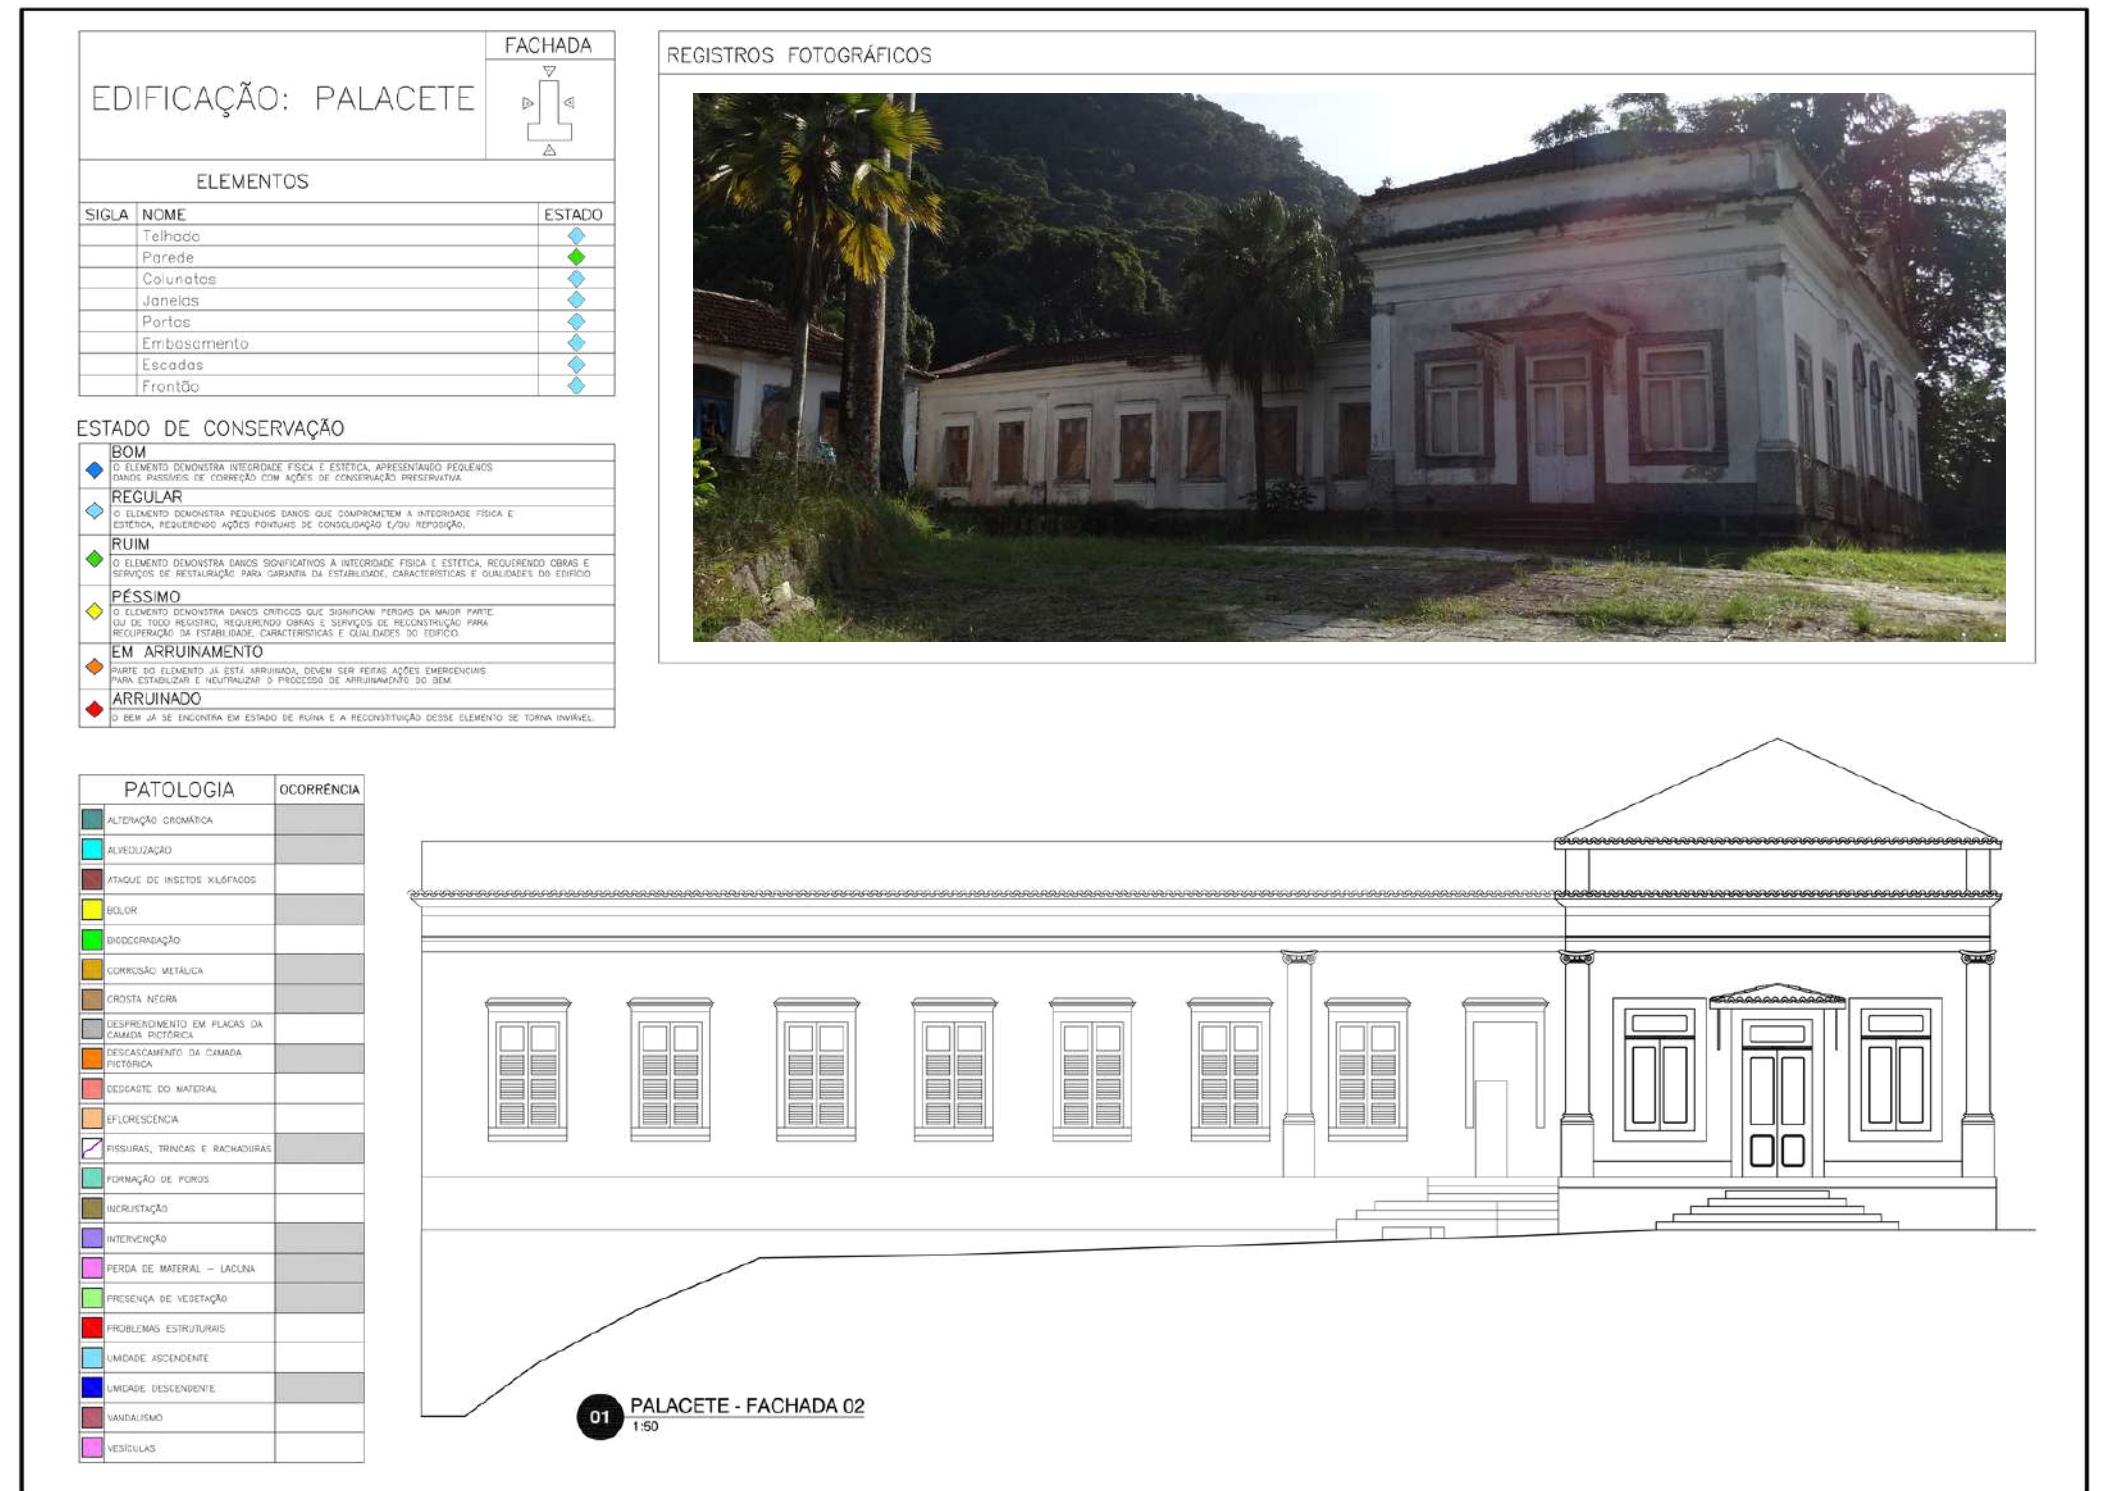 EDIFICAÇÃO: PALACETE
FACHADA
ELEMENTOS
SIGLA NOME ESTADO
Telhado
Parede
Colunatas
Janelas
Portas
Embasamento
Escadas
Frontão
ESTADO DE CONSERVAÇÃO
BOM
O ELEMENTO DEMONSTRA INTEGRIDADE FÍSICA E ESTÉTICA, APRESENTANDO PEQUENOS
DANOS PASSÍVEIS DE CORREÇÃO COM AÇÕES DE CONSERVAÇÃO PRESERVATIVA.
REGULAR
O ELEMENTO DEMONSTRA PEQUENOS DANOS QUE COMPROMETEM A INTEGRIDADE FÍSICA E
ESTÉTICA, REQUERENDO AÇÕES PONTUAIS DE CONSOLIDAÇÃO E/OU REPOSIÇÃO.
RUIM
O ELEMENTO DEMONSTRA DANOS SIGNIFICATIVOS À INTEGRIDADE FÍSICA E ESTÉTICA, REQUERENDO OBRAS E
SERVIÇOS DE RESTAURAÇÃO PARA GARANTIA DA ESTABILIDADE, CARACTERÍSTICAS E QUALIDADES DO EDIFÍCIO
PÉSSIMO
O ELEMENTO DEMONSTRA DANOS CRÍTICOS QUE SIGNIFICAM PERDAS DA MAIOR PARTE
OU DE TODO REGISTRO, REQUERENDO OBRAS E SERVIÇOS DE RECONSTRUÇÃO PARA
RECUPERAÇÃO DA ESTABILIDADE, CARACTERÍSTICAS E QUALIDADES DO EDIFÍCIO.
EM ARRUINAMENTO
PARTE DO ELEMENTO JÁ ESTÁ ARRUINADA, DEVEM SER FEITAS AÇÕES EMERGENCIAIS
PARA ESTABILIZAR E NEUTRALIZAR O PROCESSO DE ARRUINAMENTO DO BEM.
ARRUINADO
O BEM JÁ SE ENCONTRA EM ESTADO DE RUÍNA E A RECONSTITUIÇÃO DESSE ELEMENTO SE TORNA INVIÁVEL.
PATOLOGIA OCORRÊNCIA
ALTERAÇÃO CROMÁTICA
ALVEOLIZAÇÃO
ATAQUE DE INSETOS XILÓFAGOS
BOLOR
BIODEGRADAÇÃO
CORROSÃO METÁLICA
CROSTA NEGRA
DESPRENDIMENTO EM PLACAS DA
CAMADA PICTÓRICA
DESCASCAMENTO DA CAMADA
PICTÓRICA
DESGASTE DO MATERIAL
EFLORESCÊNCIA
FISSURAS, TRINCAS E RACHADURAS
FORMAÇÃO DE POROS
INCRUSTAÇÃO
INTERVENÇÃO
PERDA DE MATERIAL – LACUNA
PRESENÇA DE VEGETAÇÃO
PROBLEMAS ESTRUTURAIS
UMIDADE ASCENDENTE
UMIDADE DESCENDENTE
VANDALISMO
VESÍCULAS
REGISTROS FOTOGRÁFICOS
01 PALACETE - FACHADA 02
1:50